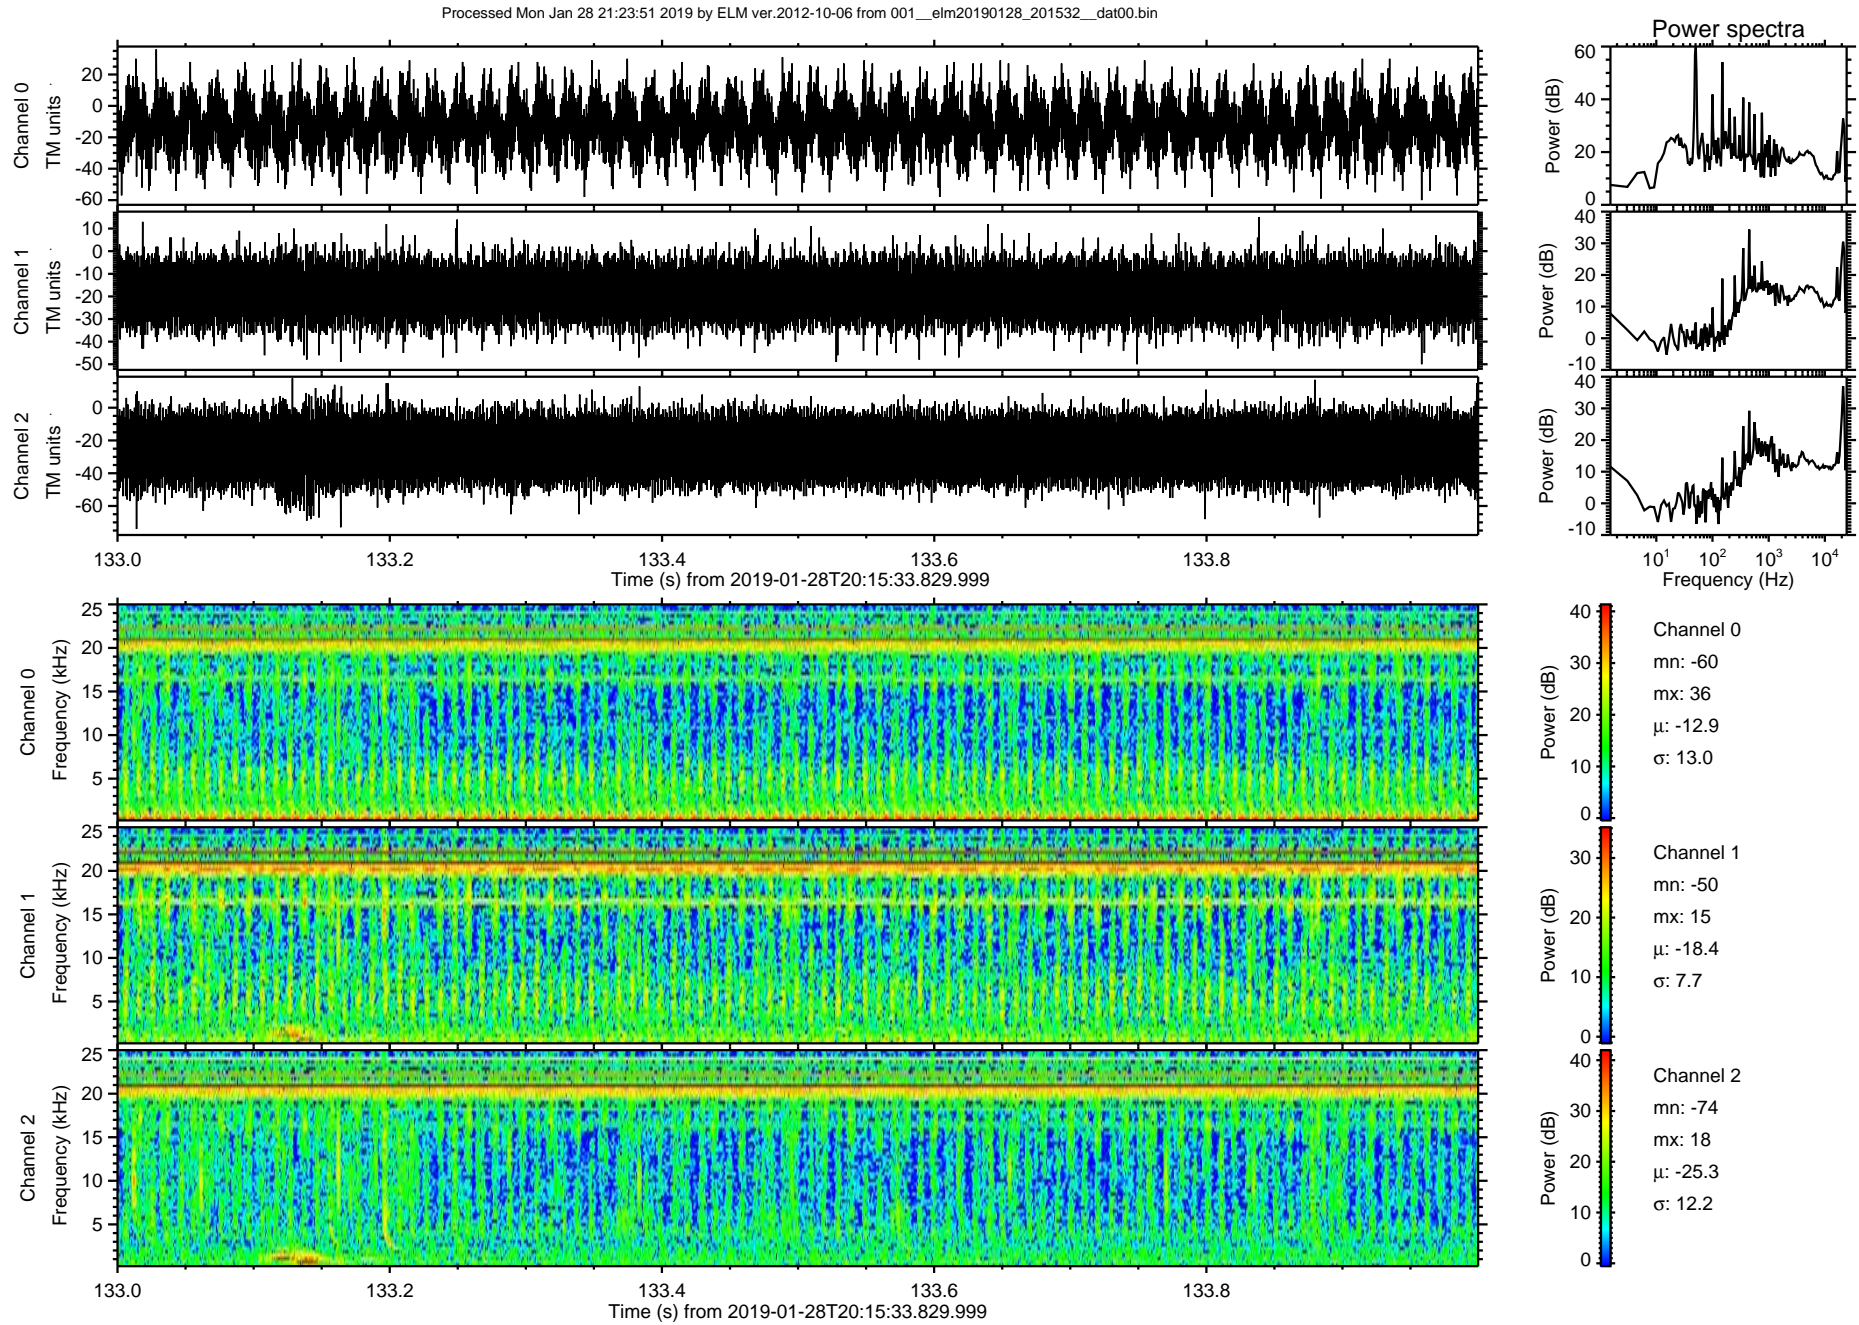 Processed Mon Jan 28 21:23:51 2019 by ELM ver.2012-10-06 from 001__elm20190128_201532__dat00.bin
Power spectra
Channel 0
TM units
20
0
-20
-40
-60
Power (dB)
60
40
20
0
Channel 1
TM units
10
0
-10
-20
-30
-40
-50
Power (dB)
40
30
20
10
0
-10
Channel 2
TM units
0
-20
-40
-60
Power (dB)
40
30
20
10
0
-10
133.0 133.2 133.4 133.6 133.8
Time (s) from 2019-01-28T20:15:33.829.999
10^1 10^2 10^3 10^4
Frequency (Hz)
Channel 0
Frequency (kHz)
25
20
15
10
5
Power (dB)
40
30
20
10
0
Channel 0
mn: -60
mx: 36
μ: -12.9
σ: 13.0
Channel 1
Frequency (kHz)
25
20
15
10
5
Power (dB)
30
20
10
0
Channel 1
mn: -50
mx: 15
μ: -18.4
σ: 7.7
Channel 2
Frequency (kHz)
25
20
15
10
5
Power (dB)
40
30
20
10
0
Channel 2
mn: -74
mx: 18
μ: -25.3
σ: 12.2
133.0 133.2 133.4 133.6 133.8
Time (s) from 2019-01-28T20:15:33.829.999